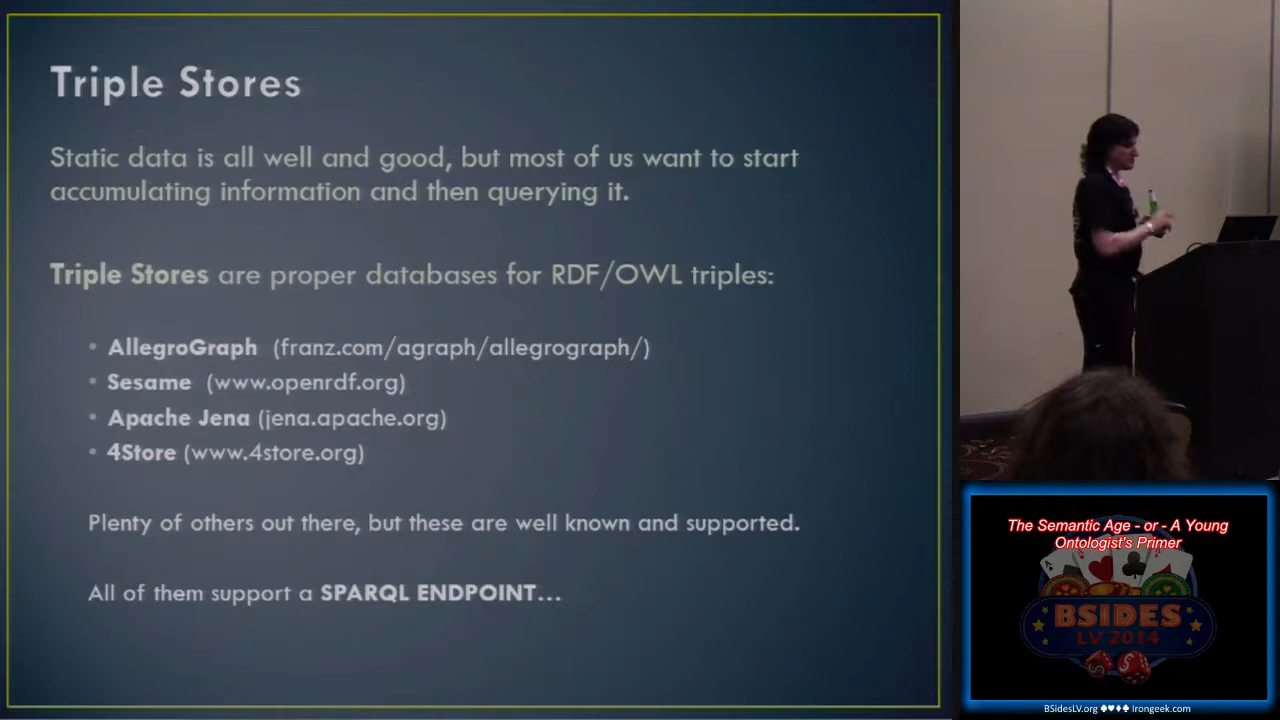 Triple Stores
Static data is all well and good, but most of us want to start
accumulating information and then querying it.
Triple Stores are proper databases for RDF/OWL triples:
• AllegroGraph (franz.com/agraph/allegrograph/)
• Sesame (www.openrdf.org)
• Apache Jena (jena.apache.org)
• 4Store (www.4store.org)
Plenty of others out there, but these are well known and supported.
All of them support a SPARQL ENDPOINT...
The Semantic Age - or - A Young
Ontologist's Primer
BSIDES
LV 2014
BSidesLV.org ♠♥♦♣ Irongeek.com